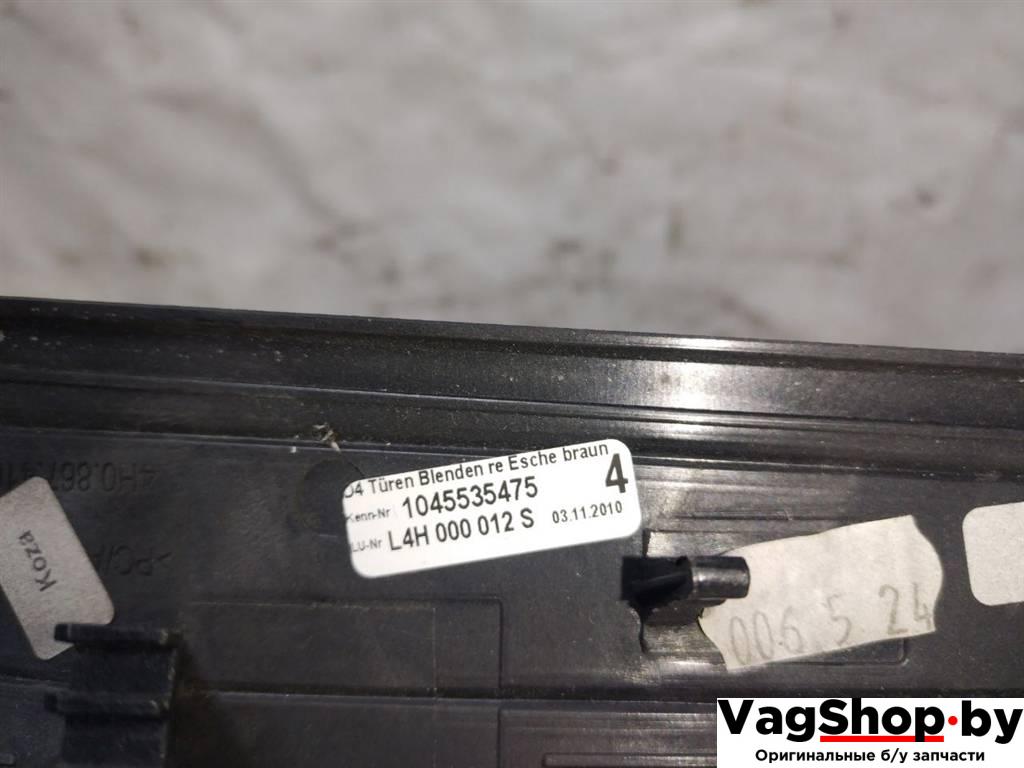 D4 Türen Blenden re Esche braun
Kenn-Nr 1045535475 4
LU-Nr L4H 000 012 S 03.11.2010
Koza
006 5 24
VagShop.by
Оригинальные б/у запчасти